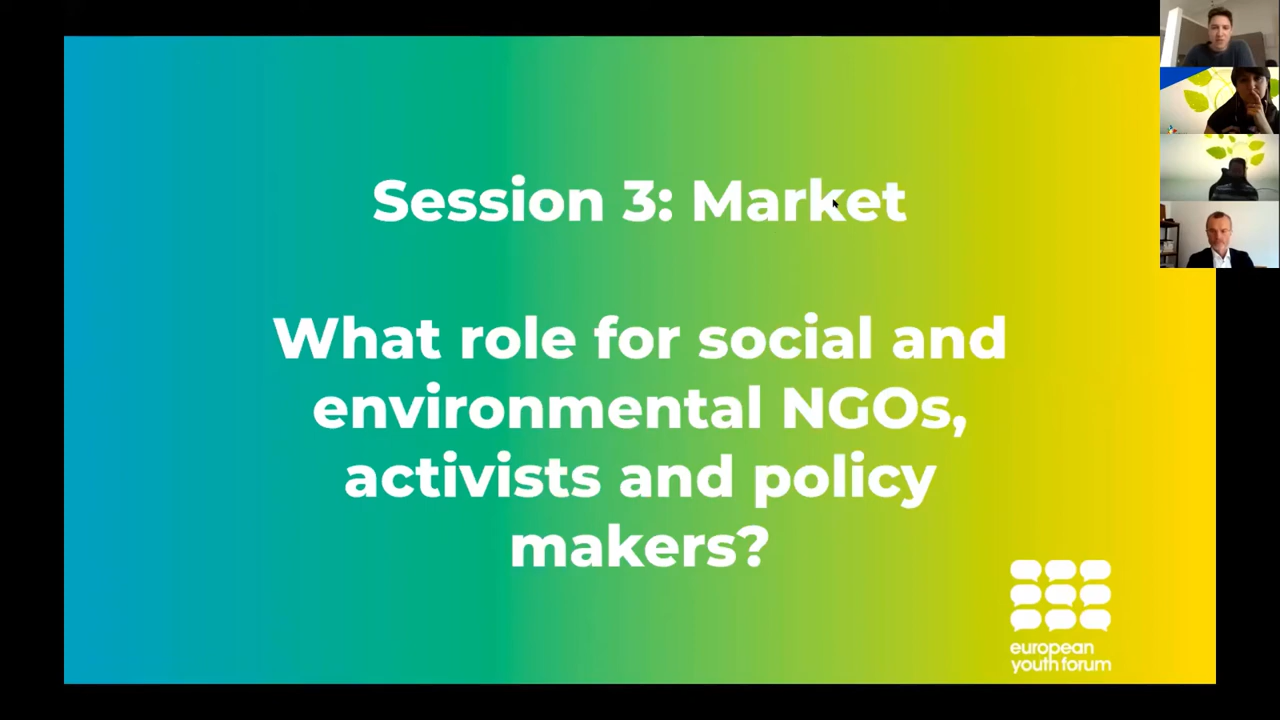 Session 3: Market
What role for social and
environmental NGOs,
activists and policy
makers?
european
youth forum